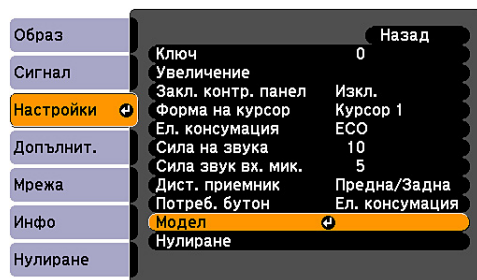 Образ
Сигнал
Настройки
Допълнит.
Мрежа
Инфо
Нулиране
Назад
Ключ 0
Увеличение
Закл. контр. панел Изкл.
Форма на курсор Курсор 1
Ел. консумация ECO
Сила на звука 10
Сила звук вх. мик. 5
Дист. приемник Предна/Задна
Потреб. бутон Ел. консумация
Модел
Нулиране